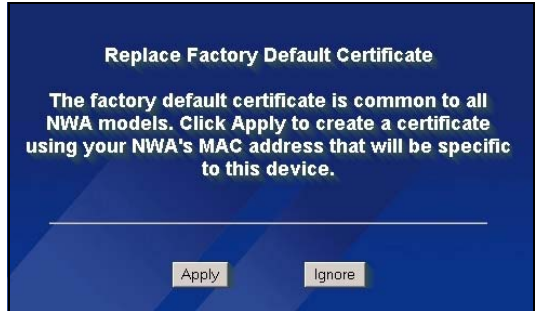 Replace Factory Default Certificate
The factory default certificate is common to all
NWA models. Click Apply to create a certificate
using your NWA's MAC address that will be specific
to this device.
Apply
Ignore